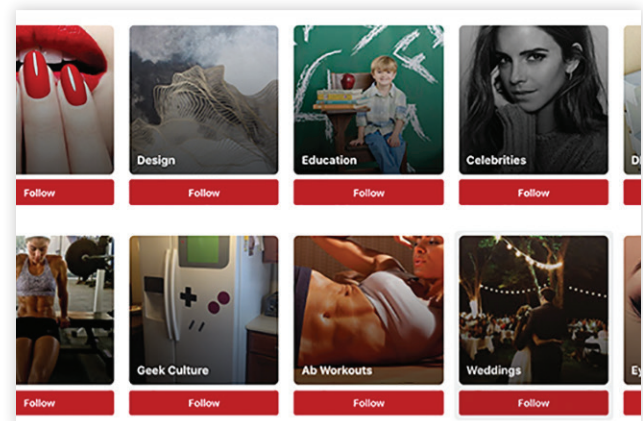 Design
Education
Celebrities
Follow
Follow
Follow
Follow
Geek Culture
Ab Workouts
Weddings
Follow
Follow
Follow
Follow